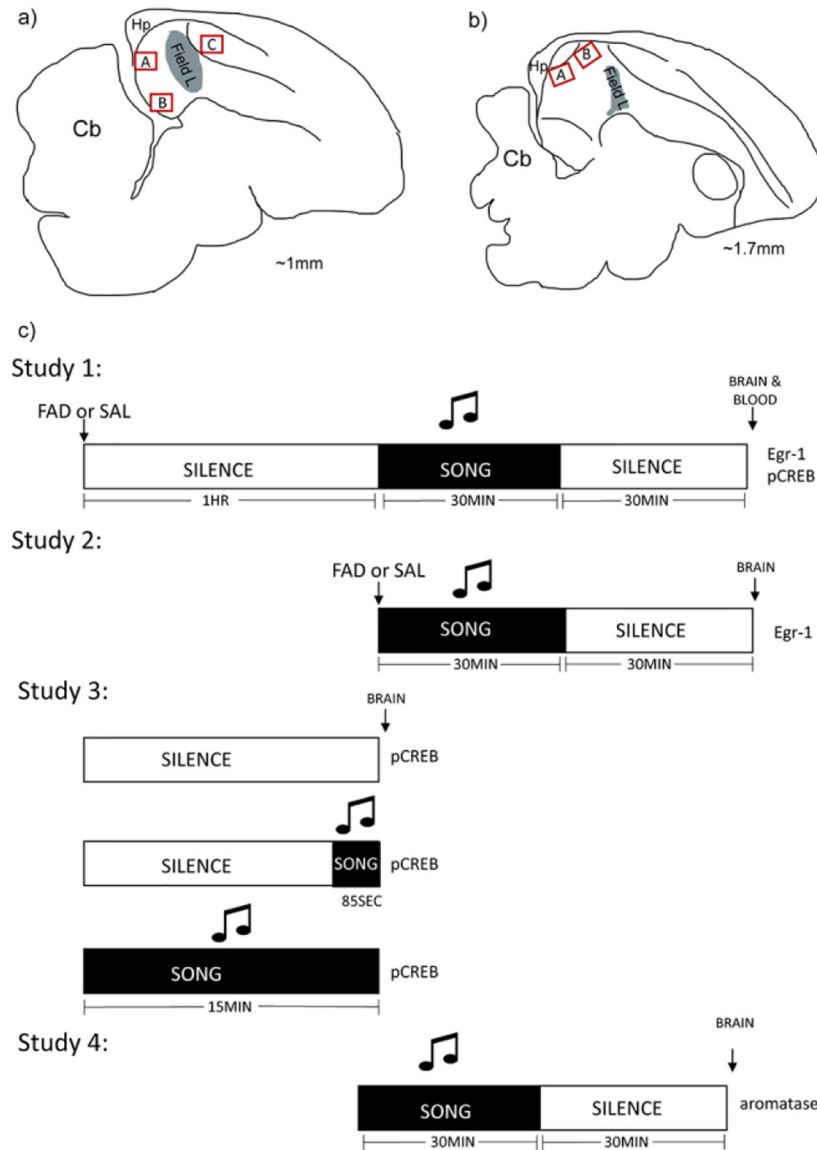 a)
Hp
A
Field L
C
B
Cb
~1mm
b)
Hp
A
B
Field L
Cb
~1.7mm
c)
Study 1:
FAD or SAL
BRAIN &
BLOOD
SILENCE
SONG
SILENCE
Egr-1
pCREB
1HR
30MIN
30MIN
Study 2:
FAD or SAL
BRAIN
SONG
SILENCE
Egr-1
30MIN
30MIN
Study 3:
BRAIN
SILENCE
pCREB
SILENCE
SONG
pCREB
85SEC
SONG
pCREB
15MIN
Study 4:
BRAIN
SONG
SILENCE
aromatase
30MIN
30MIN